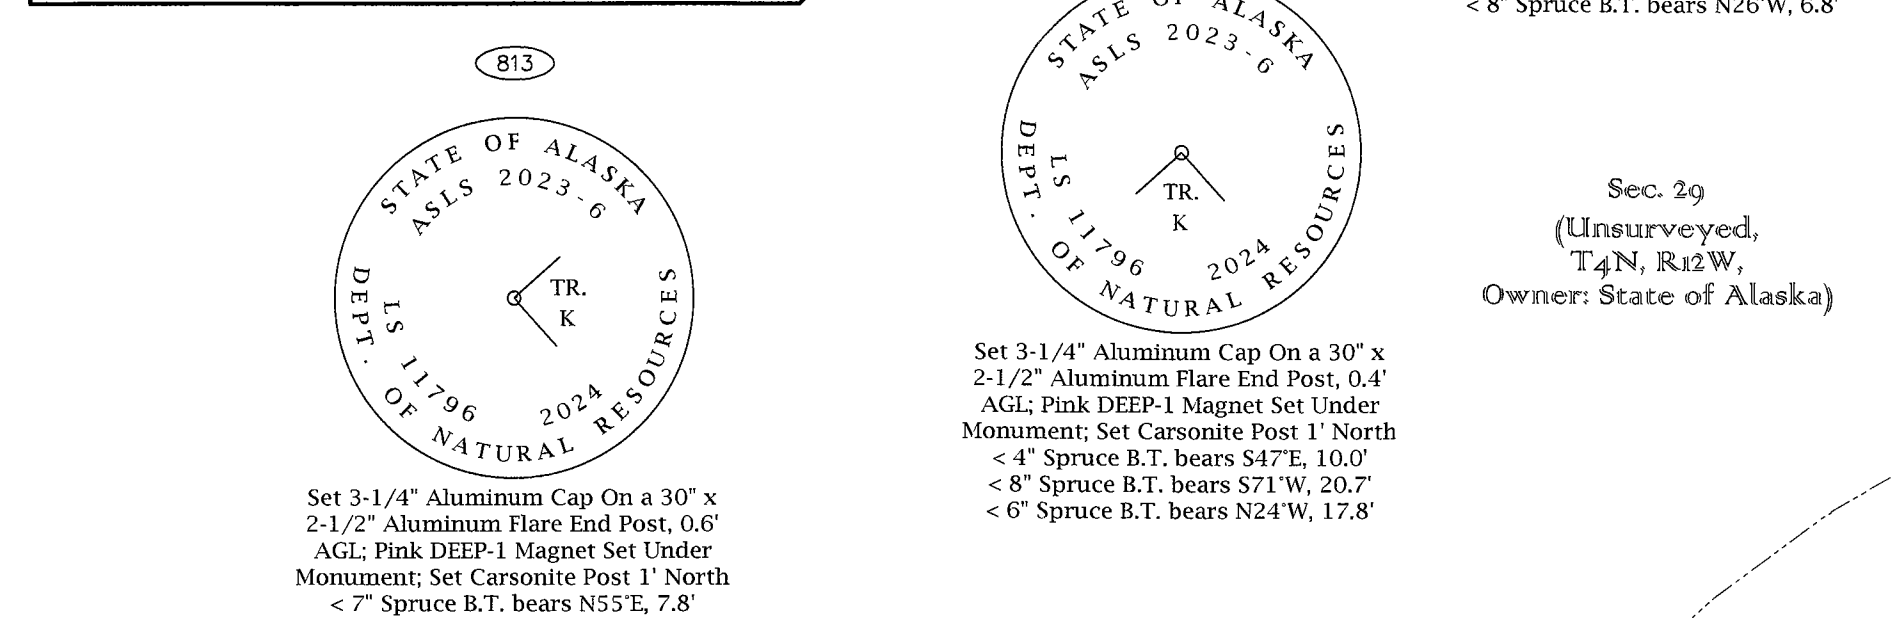 813
STATE OF ALASKA
ASLS 2023-6
TR.
K
LS 11796
2024
DEPT. OF NATURAL RESOURCES
Set 3-1/4" Aluminum Cap On a 30" x
2-1/2" Aluminum Flare End Post, 0.6'
AGL; Pink DEEP-1 Magnet Set Under
Monument; Set Carsonite Post 1' North
< 7" Spruce B.T. bears N55°E, 7.8'
STATE OF ALASKA
ASLS 2023-6
TR.
K
LS 11796
2024
DEPT. OF NATURAL RESOURCES
Set 3-1/4" Aluminum Cap On a 30" x
2-1/2" Aluminum Flare End Post, 0.4'
AGL; Pink DEEP-1 Magnet Set Under
Monument; Set Carsonite Post 1' North
< 4" Spruce B.T. bears S47°E, 10.0'
< 8" Spruce B.T. bears S71°W, 20.7'
< 6" Spruce B.T. bears N24°W, 17.8'
< 8" Spruce B.T. bears N26°W, 6.8'
Sec. 29
(Unsurveyed,
T4N, R12W,
Owner: State of Alaska)